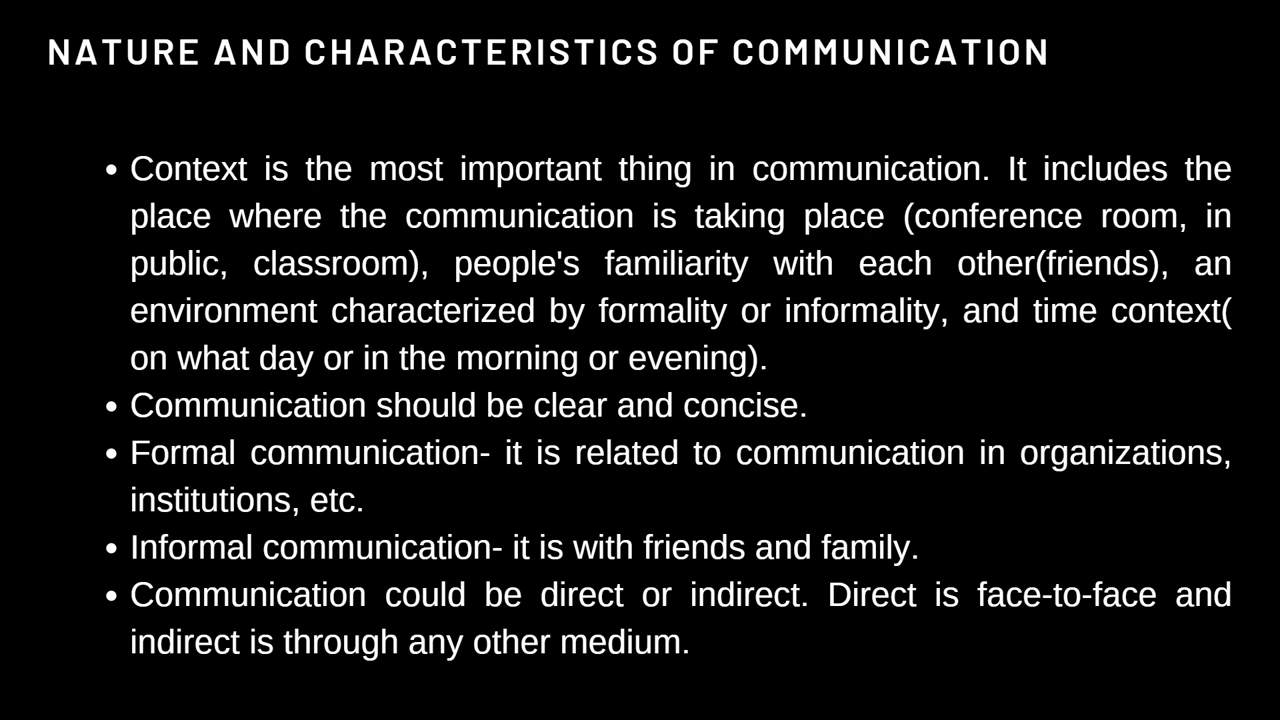 NATURE AND CHARACTERISTICS OF COMMUNICATION
• Context is the most important thing in communication. It includes the
place where the communication is taking place (conference room, in
public, classroom), people's familiarity with each other(friends), an
environment characterized by formality or informality, and time context(
on what day or in the morning or evening).
• Communication should be clear and concise.
• Formal communication- it is related to communication in organizations,
institutions, etc.
• Informal communication- it is with friends and family.
• Communication could be direct or indirect. Direct is face-to-face and
indirect is through any other medium.